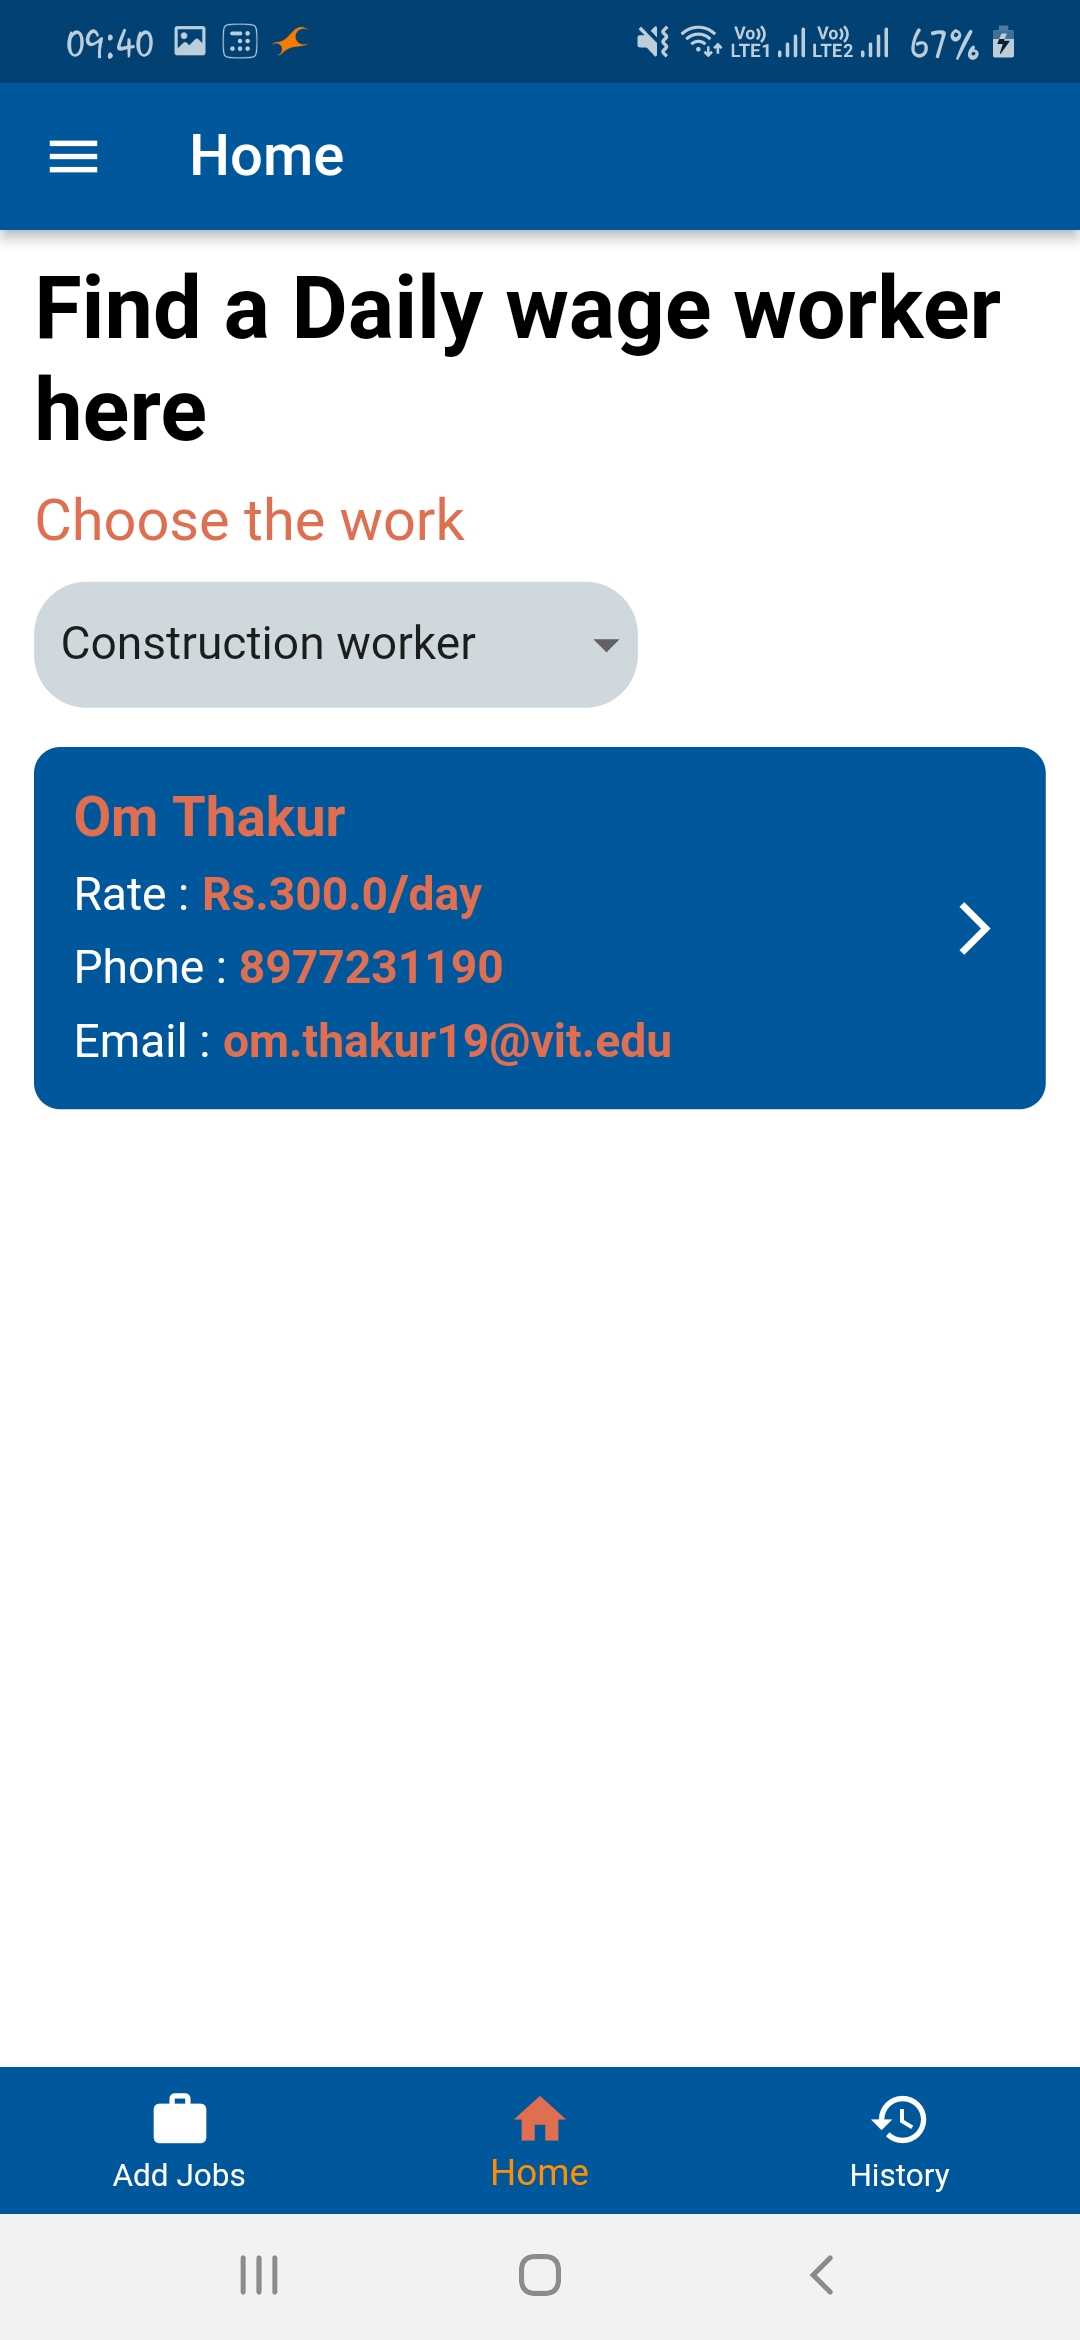 09:40
Vo)) LTE1 Vo)) LTE2 67%
Home
Find a Daily wage worker
here
Choose the work
Construction worker
Om Thakur
Rate : Rs.300.0/day
Phone : 8977231190
Email : om.thakur19@vit.edu
Add Jobs
Home
History